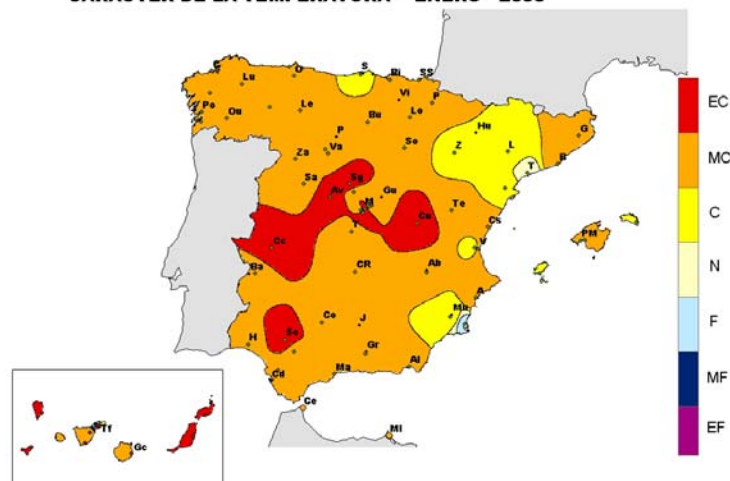 C O S Bi SS
Lu
Vi P
Po Ou Le Bu Lo
Hu G
P
Za Va So Z L B
T
Sa Sg
Av Gu
M
Te
Cu Cs
T
Cc V PM
Ba CR Ab
A
Mu
Co J
H Se
Gr Al
Ma
Cd
Ce
Ml
Tf Gc
EC
MC
C
N
F
MF
EF